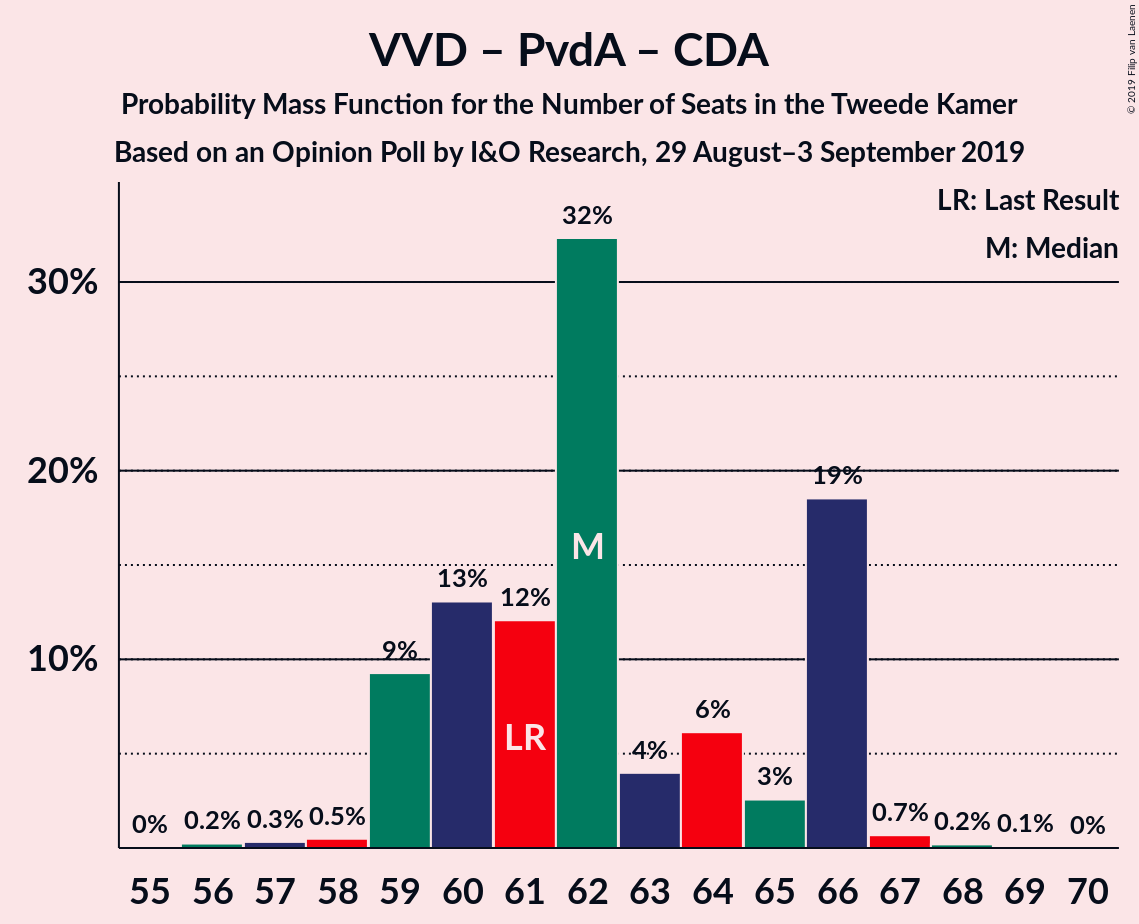 VVD – PvdA – CDA
Probability Mass Function for the Number of Seats in the Tweede Kamer
Based on an Opinion Poll by I&O Research, 29 August–3 September 2019
© 2019 Filip van Laenen
LR: Last Result
M: Median
30%
20%
10%
0%
0.2%
0.3%
0.5%
9%
13%
12%
32%
4%
6%
3%
19%
0.7%
0.2%
0.1%
0%
LR
M
55 56 57 58 59 60 61 62 63 64 65 66 67 68 69 70